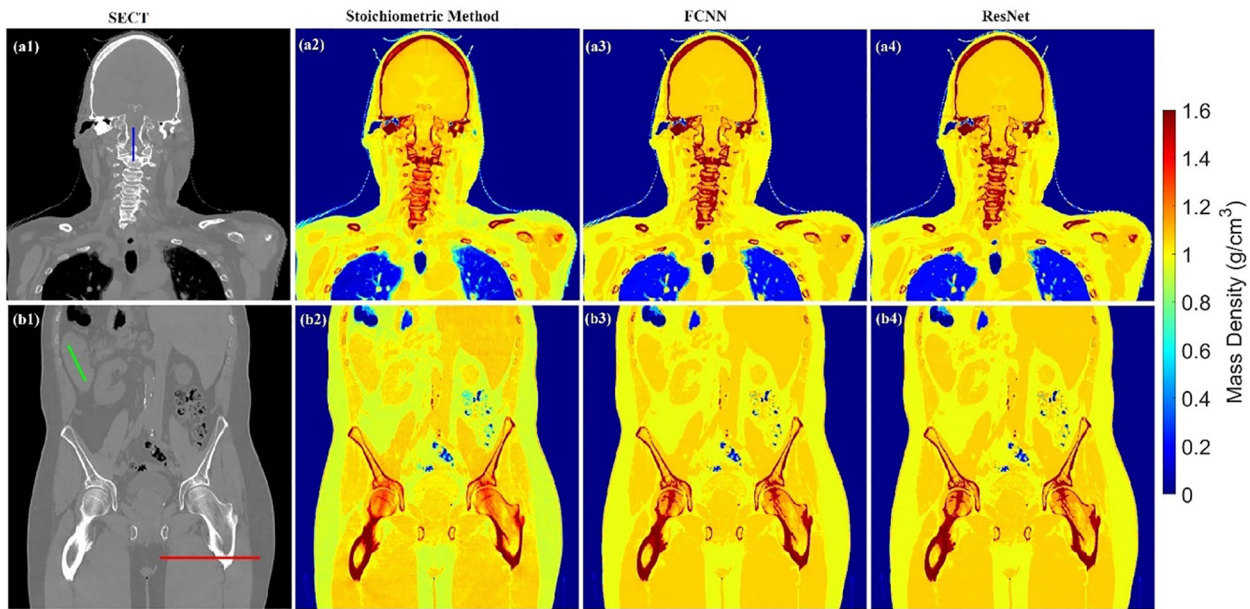 SECT
Stoichiometric Method
FCNN
ResNet
(a1)
(a2)
(a3)
(a4)
(b1)
(b2)
(b3)
(b4)
1.6
1.4
1.2
1
0.8
0.6
0.4
0.2
0
Mass Density (g/cm³)